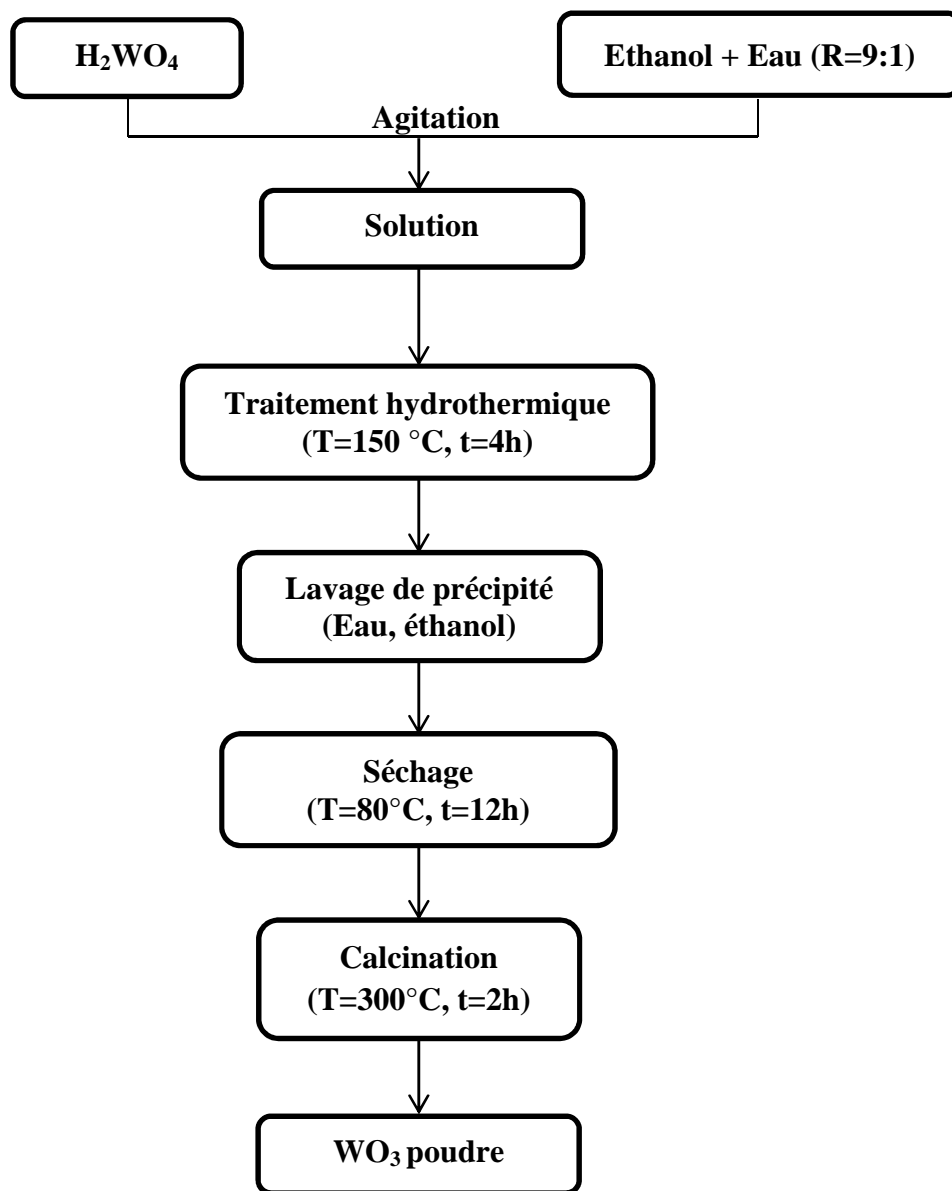 H₂WO₄
Ethanol + Eau (R=9:1)
Agitation
Solution
Traitement hydrothermique
(T=150 °C, t=4h)
Lavage de précipité
(Eau, éthanol)
Séchage
(T=80°C, t=12h)
Calcination
(T=300°C, t=2h)
WO₃ poudre